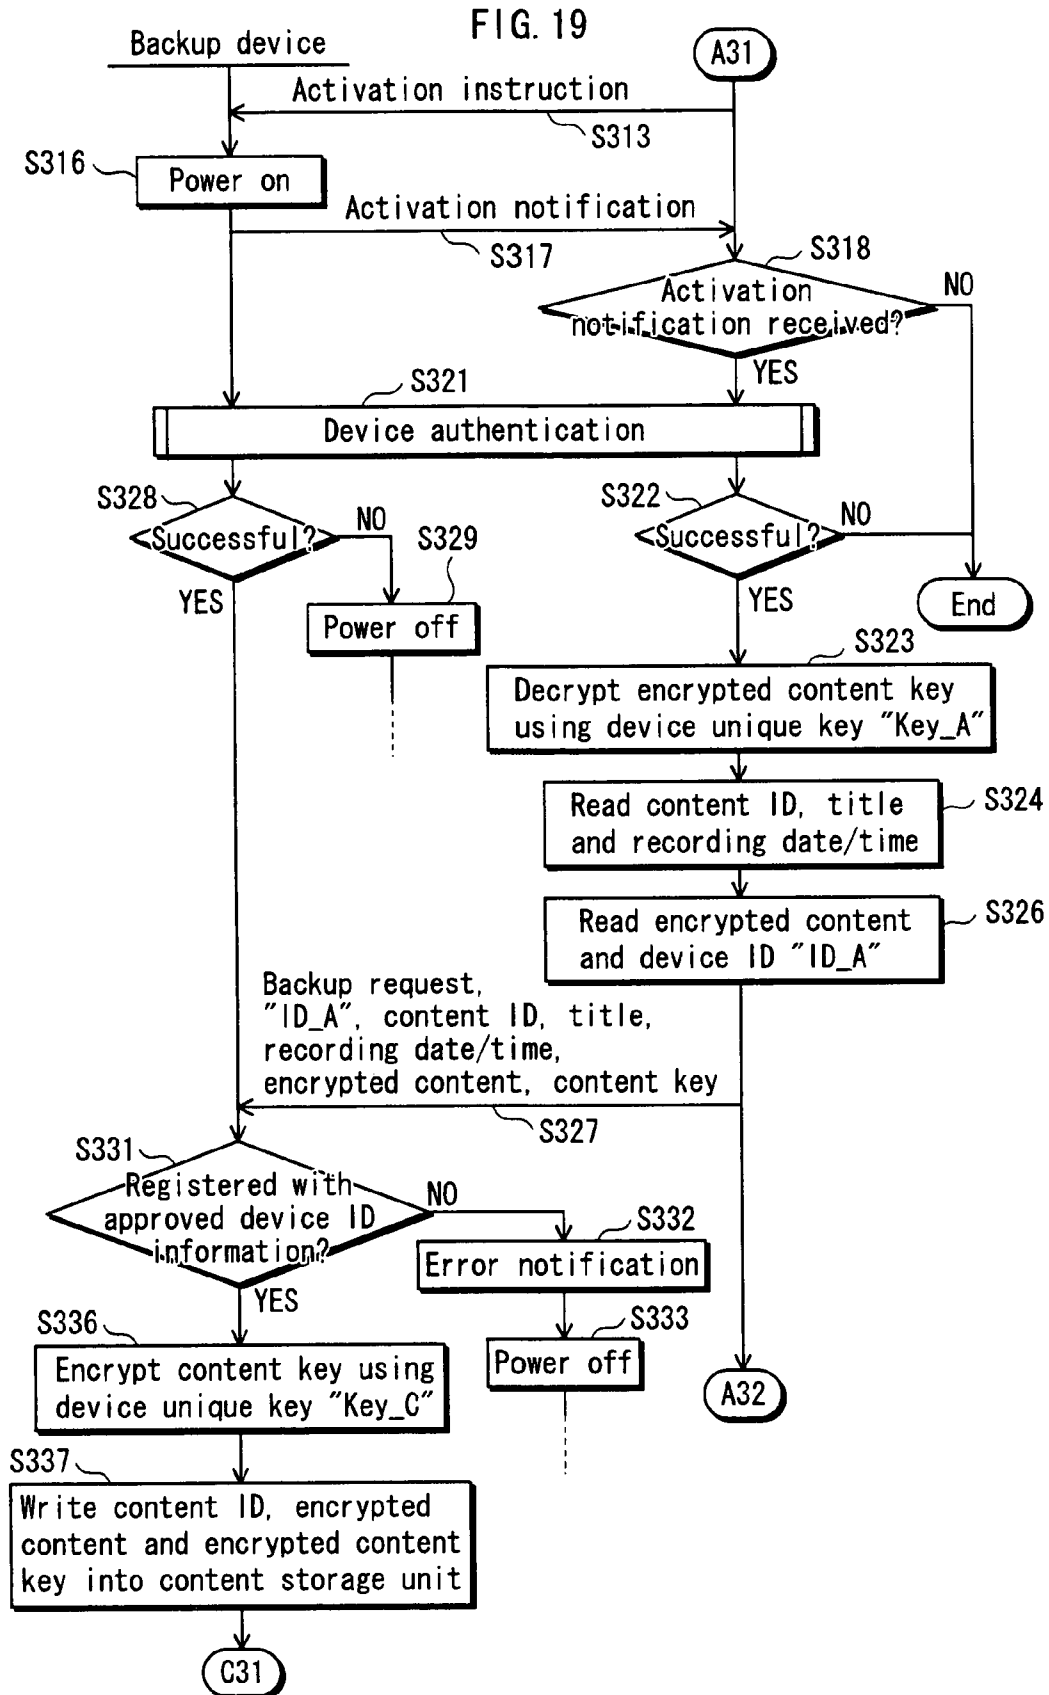 FIG. 19
Backup device
A31
Activation instruction
S313
S316
Power on
Activation notification
S317
S318
Activation
notification received?
NO
YES
S321
Device authentication
S328
Successful?
NO
YES
S329
Power off
S322
Successful?
NO
YES
End
S323
Decrypt encrypted content key
using device unique key "Key_A"
Read content ID, title
and recording date/time
S324
Read encrypted content
and device ID "ID_A"
S326
Backup request,
"ID_A", content ID, title,
recording date/time,
encrypted content, content key
S327
S331
Registered with
approved device ID
information?
NO
YES
S332
Error notification
S333
Power off
A32
S336
Encrypt content key using
device unique key "Key_C"
S337
Write content ID, encrypted
content and encrypted content
key into content storage unit
C31